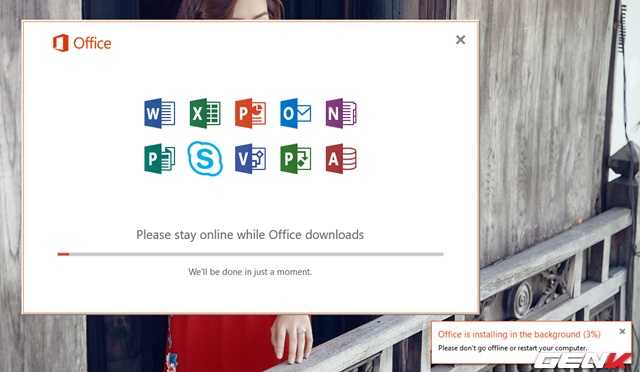 Office
W X P O N
P S V P A
Please stay online while Office downloads
We'll be done in just a moment.
Office is installing in the background (3%)
Please don't go offline or restart your computer.
GENK